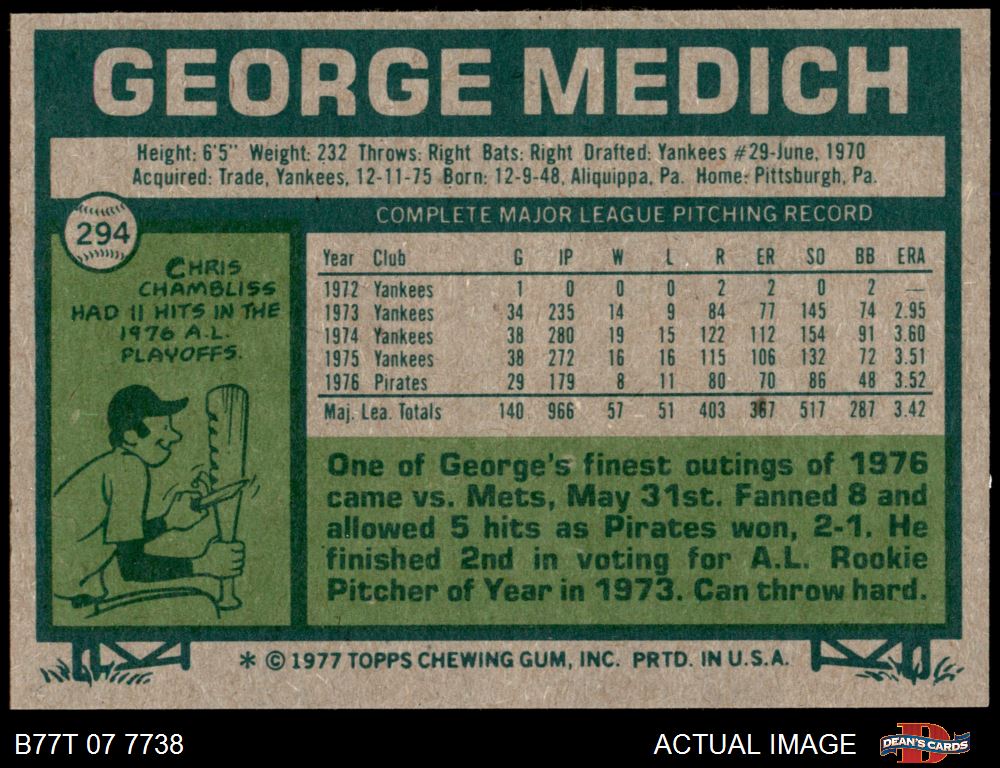 GEORGE MEDICH
Height: 6'5" Weight: 232 Throws: Right Bats: Right Drafted: Yankees #29-June, 1970
Acquired: Trade, Yankees, 12-11-75 Born: 12-9-48, Aliquippa, Pa. Home: Pittsburgh, Pa.
294
CHRIS
CHAMBLISS
HAD 11 HITS IN THE
1976 A.L.
PLAYOFFS.
COMPLETE MAJOR LEAGUE PITCHING RECORD
Year Club G IP W L R ER SO BB ERA
1972 Yankees 1 0 0 0 2 2 0 2 —
1973 Yankees 34 235 14 9 84 77 145 74 2.95
1974 Yankees 38 280 19 15 122 112 154 91 3.60
1975 Yankees 38 272 16 16 115 106 132 72 3.51
1976 Pirates 29 179 8 11 80 70 86 48 3.52
Maj. Lea. Totals 140 966 57 51 403 367 517 287 3.42
One of George's finest outings of 1976
came vs. Mets, May 31st. Fanned 8 and
allowed 5 hits as Pirates won, 2-1. He
finished 2nd in voting for A.L. Rookie
Pitcher of Year in 1973. Can throw hard.
* © 1977 TOPPS CHEWING GUM, INC. PRTD. IN U.S.A.
B77T 07 7738
ACTUAL IMAGE
DEAN'S CARDS